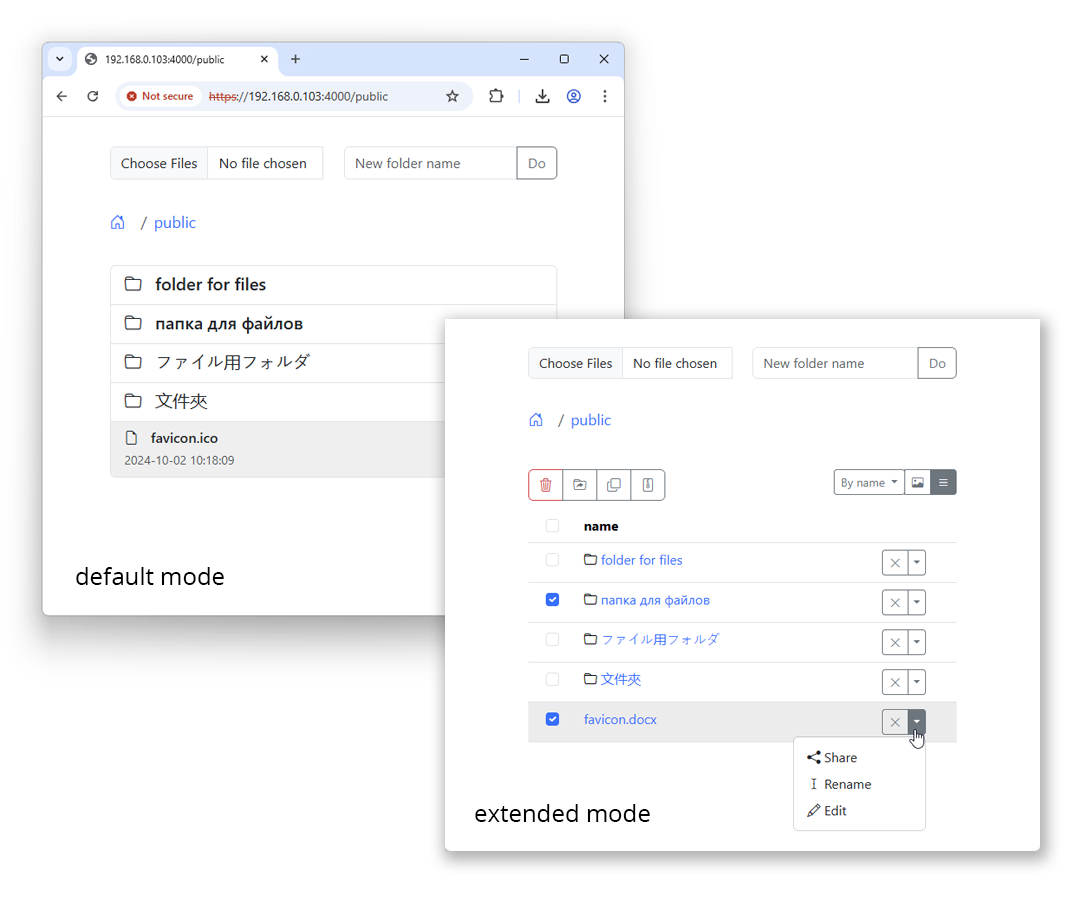 192.168.0.103:4000/public
Not secure https://192.168.0.103:4000/public
Choose Files No file chosen New folder name Do
/ public
folder for files
папка для файлов
ファイル用フォルダ
文件夾
favicon.ico
2024-10-02 10:18:09
default mode
Choose Files No file chosen New folder name Do
/ public
By name
name
folder for files
папка для файлов
ファイル用フォルダ
文件夾
favicon.docx
Share
Rename
Edit
extended mode